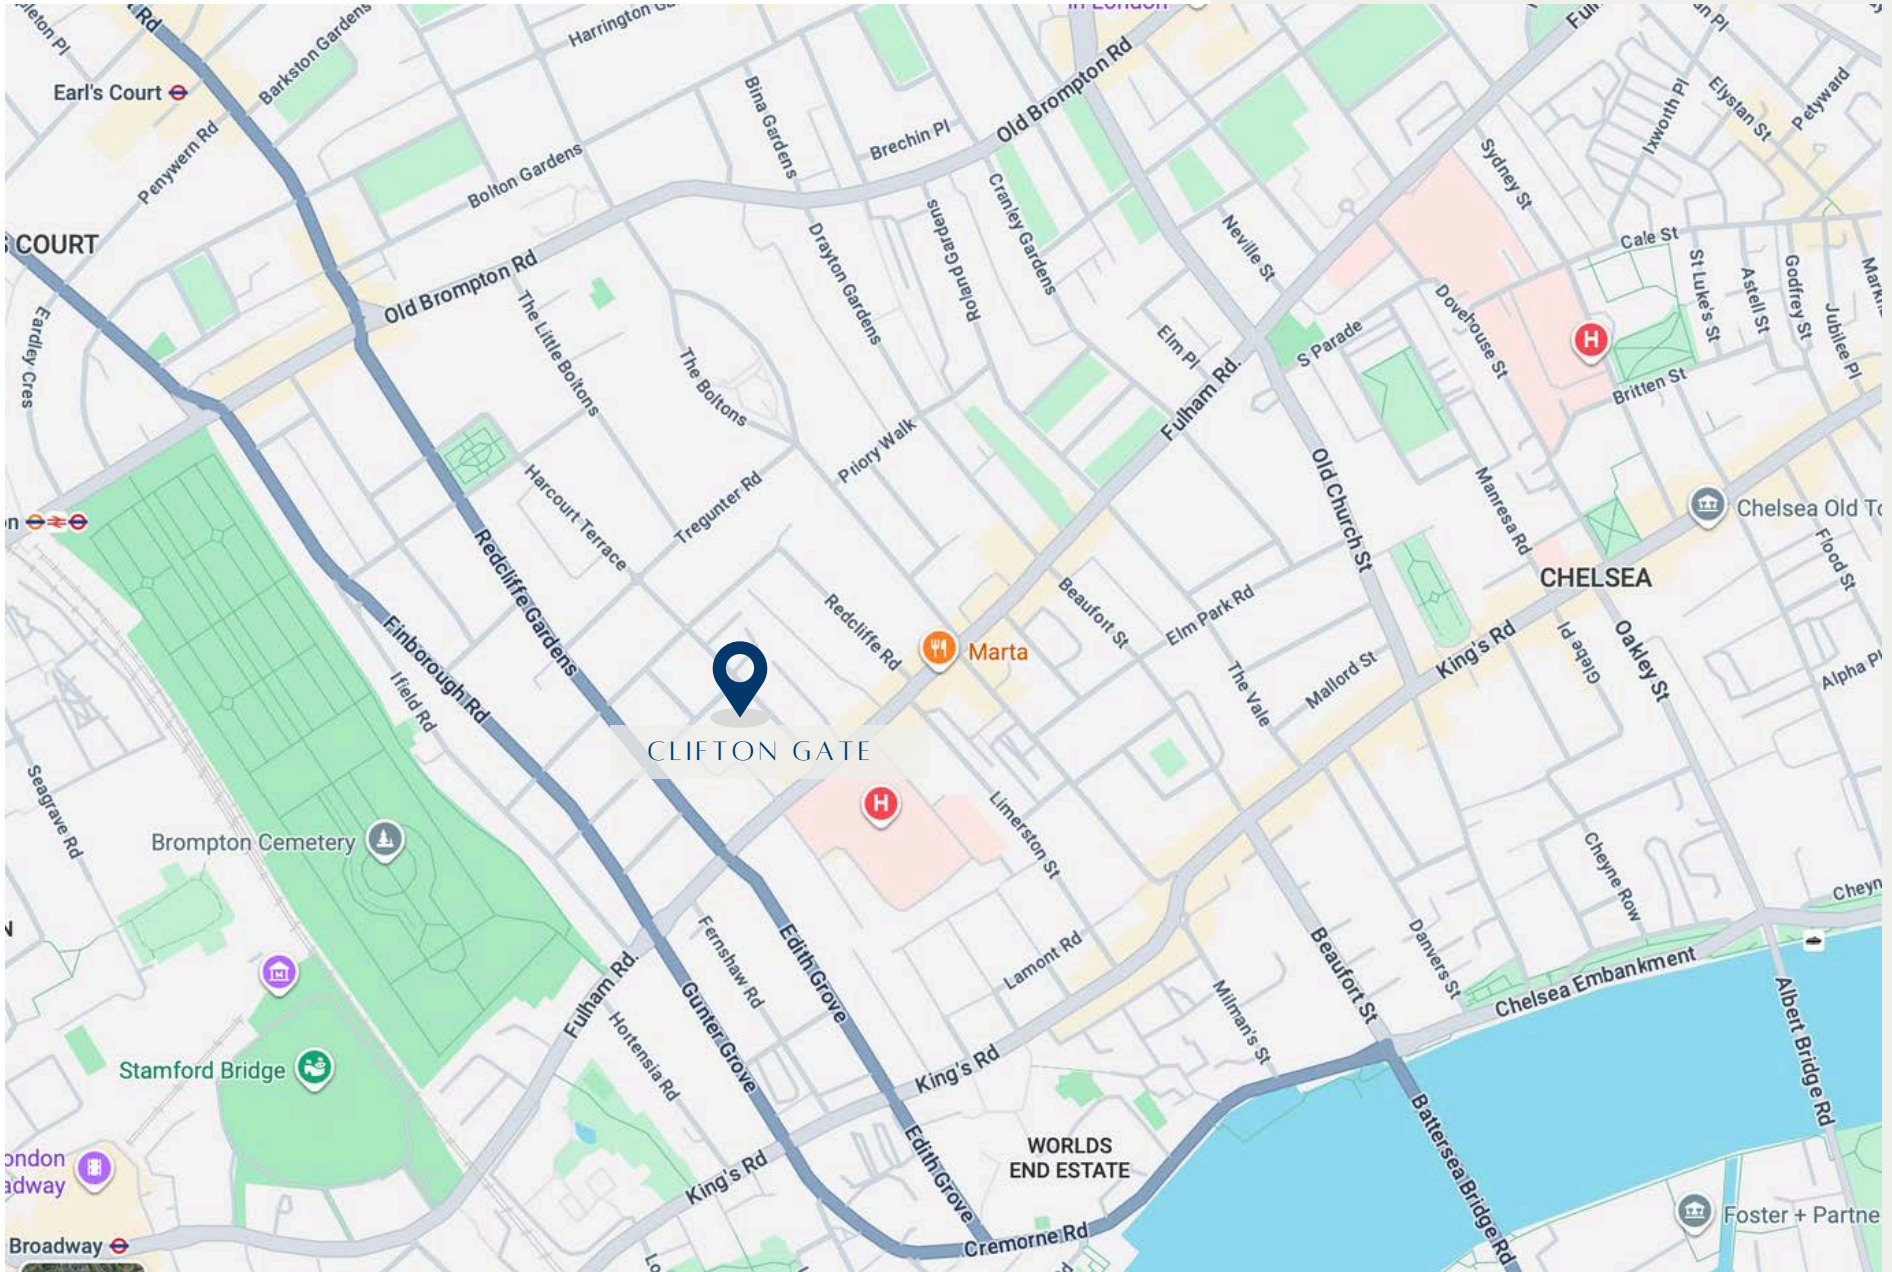 Rd
Barkston Gardens
Earl's Court
Penywern Rd
Harrington
Bolton Gardens
Bina Gardens
Brechin Pl
Old Brompton Rd
in London
Ixworth Pl
Elystan St
Petyward
Sydney St
Cale St
COURT
Eardley Cres
Old Brompton Rd
The Little Boltons
The Boltons
Drayton Gardens
Roland Gardens
Cranley Gardens
Neville St
Elm Pl
S Parade
Dovehouse St
H
St Luke's St
Astell St
Godfrey St
Jubilee Pl
Britten St
Fulham Rd.
Priory Walk
Tregunter Rd
Harcourt Terrace
Redcliffe Gardens
Old Church St
Manresa Rd
Chelsea Old
CHELSEA
Flood St
Finborough Rd
Ifield Rd
Redcliffe Rd
Marta
Beaufort St
Elm Park Rd
The Vale
Mallord St
King's Rd
Glebe Pl
Oakley St
Alpha Pl
CLIFTON GATE
H
Seagrave Rd
Brompton Cemetery
Limerston St
Cheyne Row
Fulham Rd.
Fernshaw Rd
Edith Grove
Gunter Grove
Hortensia Rd
Lamont Rd
Milman's St
Beaufort St
Danvers St
Chelsea Embankment
Albert Bridge Rd
Stamford Bridge
King's Rd
King's Rd
Edith Grove
WORLDS
END ESTATE
Battersea Bridge Rd
Cremorne Rd
Foster + Partne
ondon
adway
Broadway